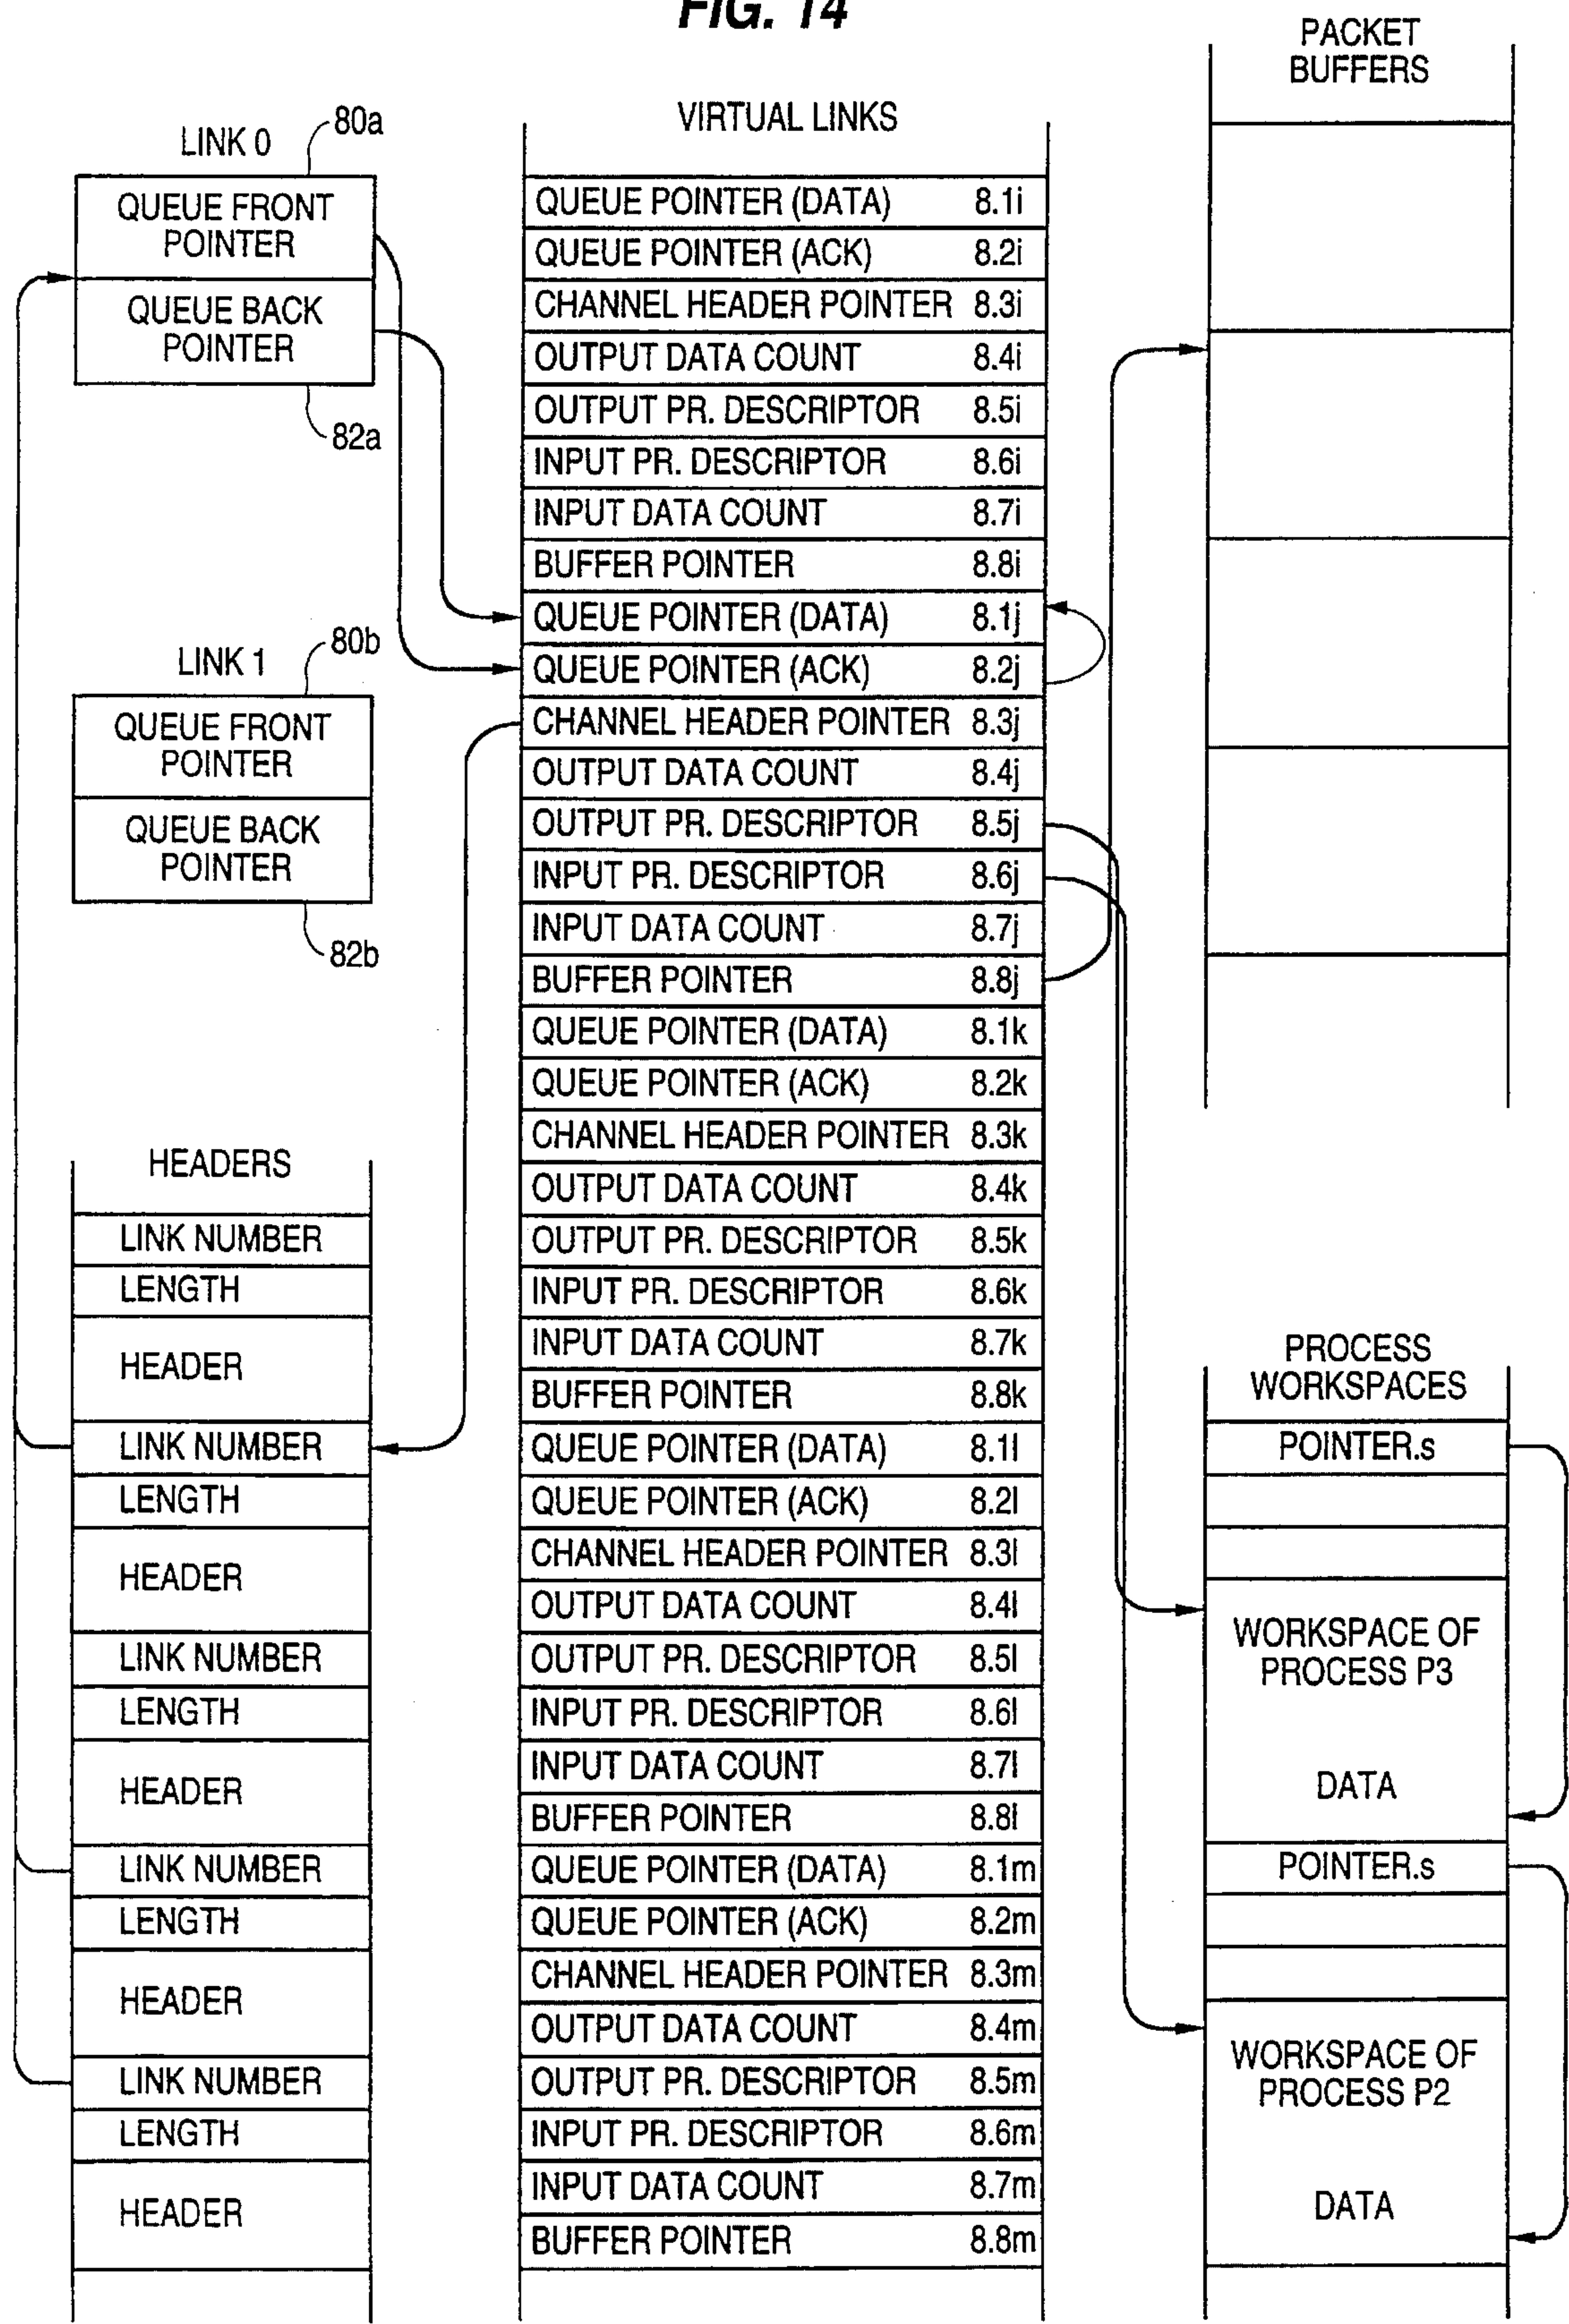 FIG. 14
LINK 0
80a
QUEUE FRONT
POINTER
QUEUE BACK
POINTER
82a
LINK 1
80b
QUEUE FRONT
POINTER
QUEUE BACK
POINTER
82b
HEADERS
LINK NUMBER
LENGTH
HEADER
LINK NUMBER
LENGTH
HEADER
LINK NUMBER
LENGTH
HEADER
LINK NUMBER
LENGTH
HEADER
LINK NUMBER
LENGTH
HEADER
VIRTUAL LINKS
QUEUE POINTER (DATA) 8.1i
QUEUE POINTER (ACK) 8.2i
CHANNEL HEADER POINTER 8.3i
OUTPUT DATA COUNT 8.4i
OUTPUT PR. DESCRIPTOR 8.5i
INPUT PR. DESCRIPTOR 8.6i
INPUT DATA COUNT 8.7i
BUFFER POINTER 8.8i
QUEUE POINTER (DATA) 8.1j
QUEUE POINTER (ACK) 8.2j
CHANNEL HEADER POINTER 8.3j
OUTPUT DATA COUNT 8.4j
OUTPUT PR. DESCRIPTOR 8.5j
INPUT PR. DESCRIPTOR 8.6j
INPUT DATA COUNT 8.7j
BUFFER POINTER 8.8j
QUEUE POINTER (DATA) 8.1k
QUEUE POINTER (ACK) 8.2k
CHANNEL HEADER POINTER 8.3k
OUTPUT DATA COUNT 8.4k
OUTPUT PR. DESCRIPTOR 8.5k
INPUT PR. DESCRIPTOR 8.6k
INPUT DATA COUNT 8.7k
BUFFER POINTER 8.8k
QUEUE POINTER (DATA) 8.1l
QUEUE POINTER (ACK) 8.2l
CHANNEL HEADER POINTER 8.3l
OUTPUT DATA COUNT 8.4l
OUTPUT PR. DESCRIPTOR 8.5l
INPUT PR. DESCRIPTOR 8.6l
INPUT DATA COUNT 8.7l
BUFFER POINTER 8.8l
QUEUE POINTER (DATA) 8.1m
QUEUE POINTER (ACK) 8.2m
CHANNEL HEADER POINTER 8.3m
OUTPUT DATA COUNT 8.4m
OUTPUT PR. DESCRIPTOR 8.5m
INPUT PR. DESCRIPTOR 8.6m
INPUT DATA COUNT 8.7m
BUFFER POINTER 8.8m
PACKET
BUFFERS
PROCESS
WORKSPACES
POINTER.s
WORKSPACE OF
PROCESS P3
DATA
POINTER.s
WORKSPACE OF
PROCESS P2
DATA